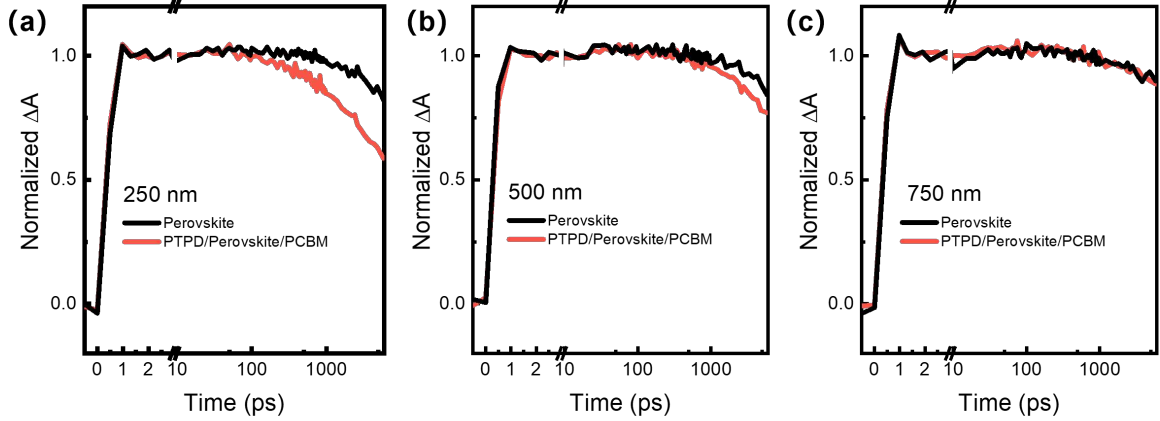 (a)
Normalized ΔA
1.0
0.5
0.0
250 nm
Perovskite
PTPD/Perovskite/PCBM
0 1 2 10 100 1000
Time (ps)
(b)
Normalized ΔA
1.0
0.5
0.0
500 nm
Perovskite
PTPD/Perovskite/PCBM
0 1 2 10 100 1000
Time (ps)
(c)
Normalized ΔA
1.0
0.5
0.0
750 nm
Perovskite
PTPD/Perovskite/PCBM
0 1 2 10 100 1000
Time (ps)